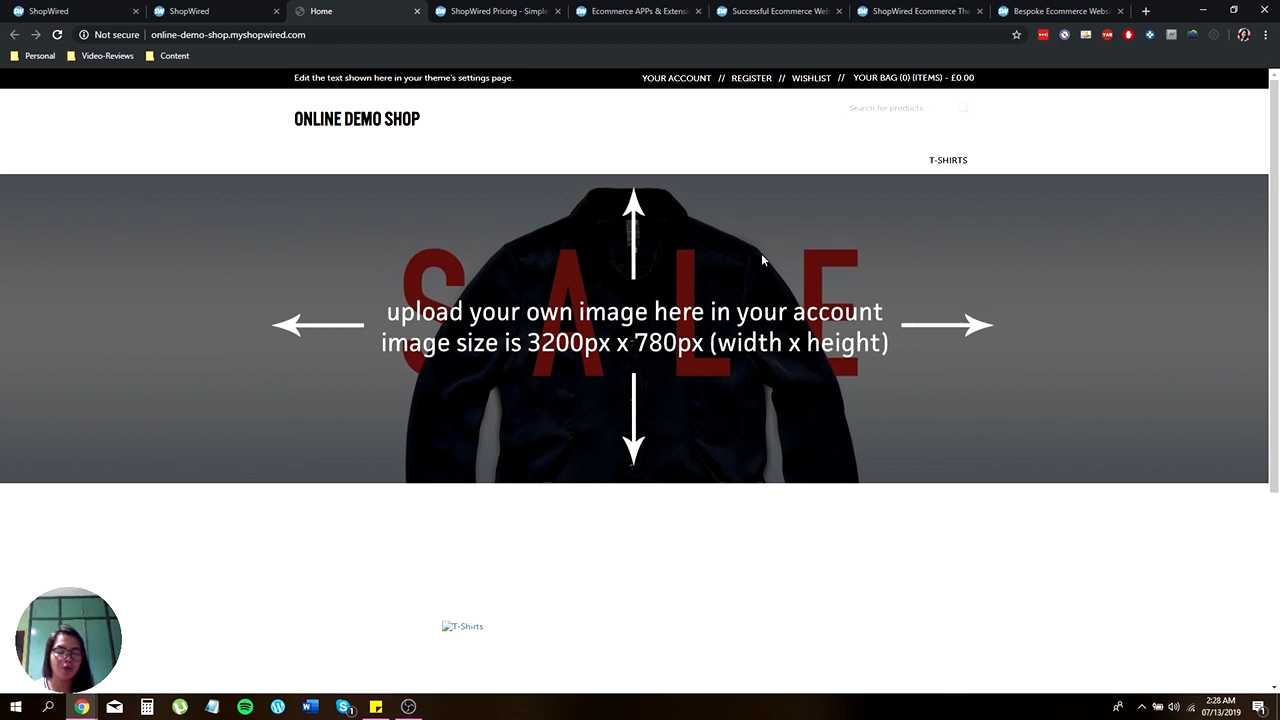 ShopWired
ShopWired
Home
ShopWired Pricing - Simple
Ecommerce APPs & Extens
Successful Ecommerce Web
ShopWired Ecommerce The
Bespoke Ecommerce Webs
Not secure | online-demo-shop.myshopwired.com
Personal
Video-Reviews
Content
Edit the text shown here in your theme's settings page.
YOUR ACCOUNT // REGISTER // WISHLIST // YOUR BAG (0) (ITEMS) - £0.00
ONLINE DEMO SHOP
Search for products
T-SHIRTS
SALE
upload your own image here in your account
image size is 3200px x 780px (width x height)
T-Shirts
2:28 AM
07/13/2019